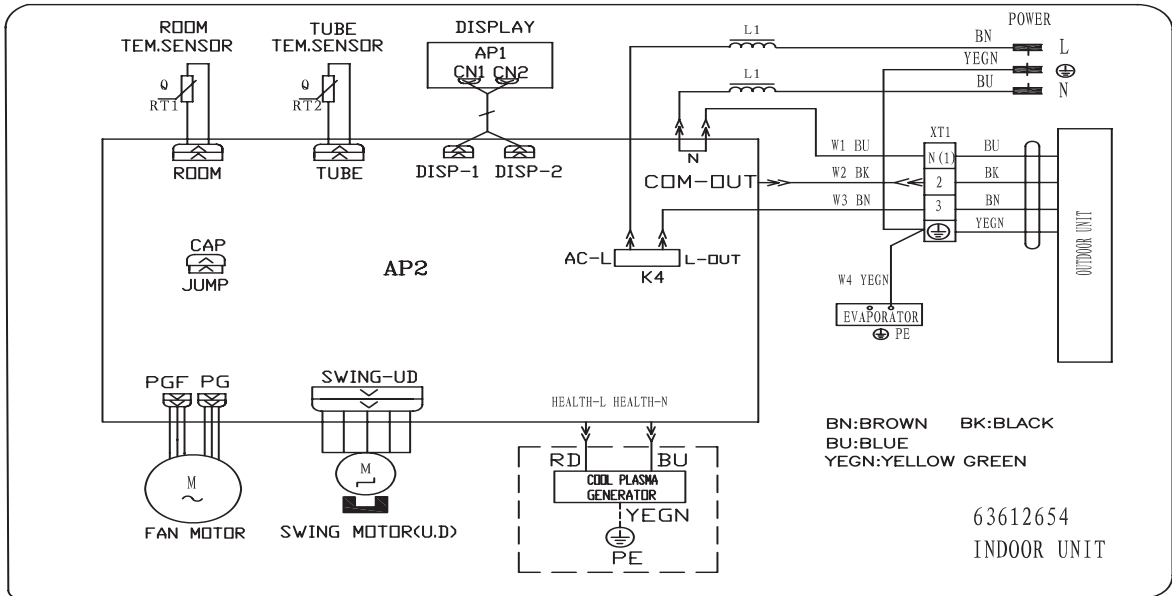 ROOM
TEM.SENSOR
TUBE
TEM.SENSOR
DISPLAY
AP1
CN1 CN2
L1
L1
POWER
BN
L
YEGN
BU
N
RT1
RT2
ROOM
TUBE
DISP-1 DISP-2
N
COM-OUT
W1 BU
W2 BK
W3 BN
XT1
N(1)
2
3
BU
BK
BN
YEGN
OUTDOOR UNIT
CAP
JUMP
AP2
AC-L
L-OUT
K4
W4 YEGN
EVAPORATOR
PE
PGF PG
SWING-UD
HEALTH-L HEALTH-N
M
FAN MOTOR
M
SWING MOTOR(U.D)
RD
BU
COOL PLASMA
GENERATOR
YEGN
PE
BN:BROWN BK:BLACK
BU:BLUE
YEGN:YELLOW GREEN
63612654
INDOOR UNIT